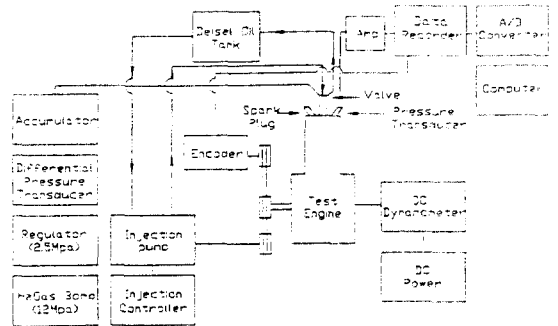 Deisel Oil
Tank
Amp
Data
Recorder
A/D
Converter
Computer
Valve
Spark
Plug
Pressure
Transducer
Accumulator
Encoder
Differential
Pressure
Transducer
Test
Engine
DC
Dynamometer
Regulator
(2.5Mpa)
Injection
Pump
DC
Power
(12Mpa)
Injection
Controller